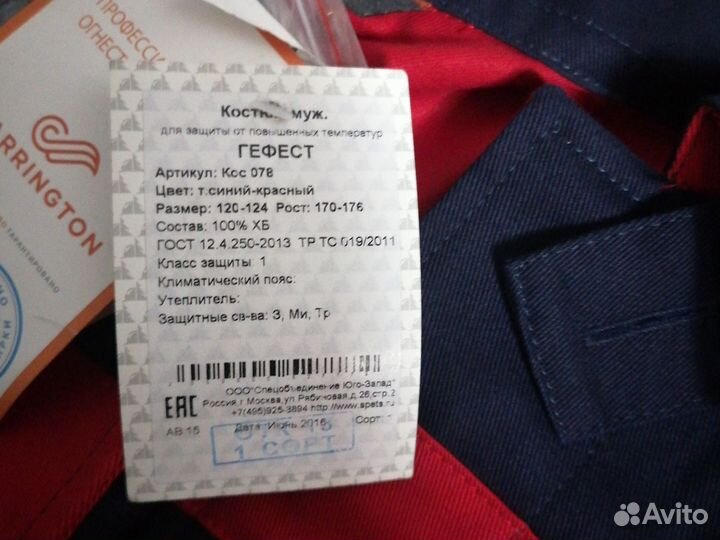 ПРОФЕССИ
ОГНЕСТ
ARRINGTON
ГАРАНТИРОВАНО
Костюм муж.
для защиты от повышенных температур
ГЕФЕСТ
Артикул: Кос 078
Цвет: т.синий-красный
Размер: 120-124 Рост: 170-176
Состав: 100% ХБ
ГОСТ 12.4.250-2013 ТР ТС 019/2011
Класс защиты: 1
Климатический пояс:
Утеплитель:
Защитные св-ва: З, Ми, Тр
ООО"Спецобъединение Юго-Запад"
Россия, г.Москва,ул. Рябиновая д.26,стр.2
+7(495)925-3894 http://www.spets.ru
ЕАС
АВ 15 Дата: Июнь 2016 Сорт:
1 СОРТ
Avito